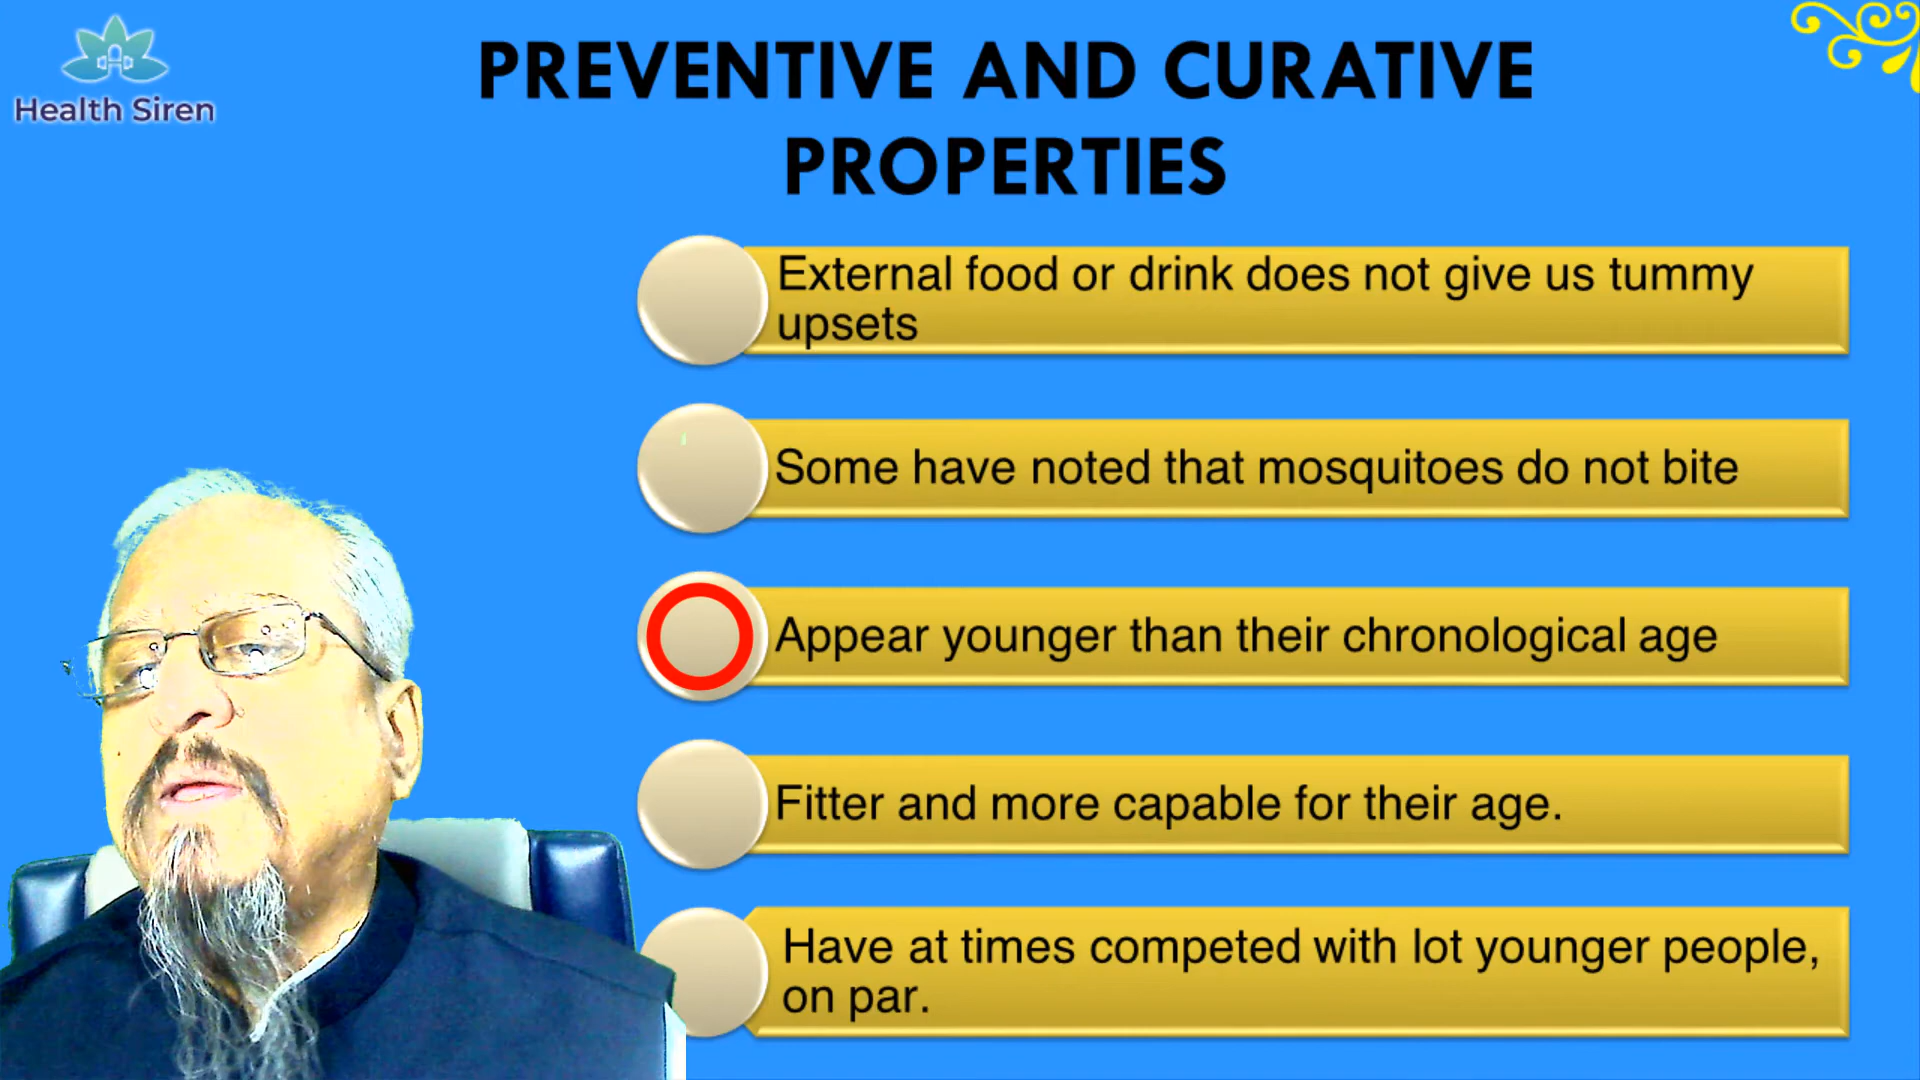 Health Siren
PREVENTIVE AND CURATIVE
PROPERTIES
External food or drink does not give us tummy
upsets
Some have noted that mosquitoes do not bite
Appear younger than their chronological age
Fitter and more capable for their age.
Have at times competed with lot younger people,
on par.